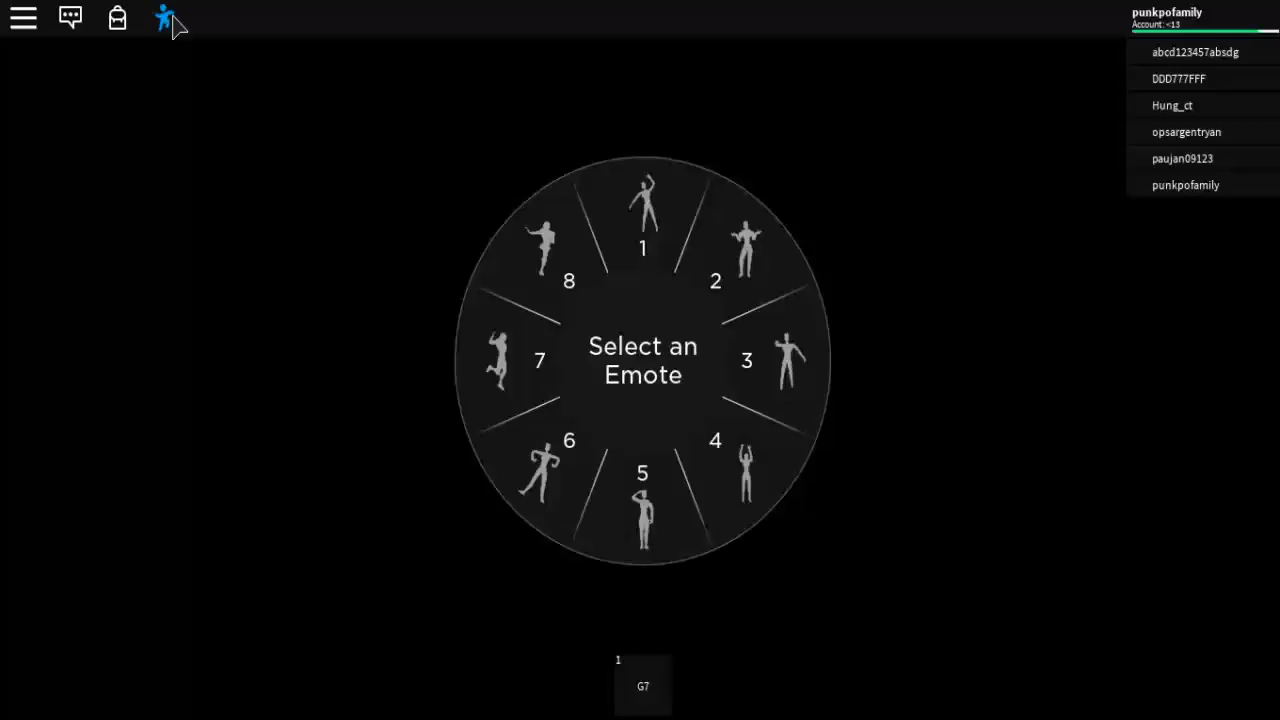 punkpofamily
Account: <13
abcd123457absdg
DDD777FFF
Hung_ct
opsargentryan
paujan09123
punkpofamily
1
2
3
4
5
6
7
8
Select an
Emote
1
G7